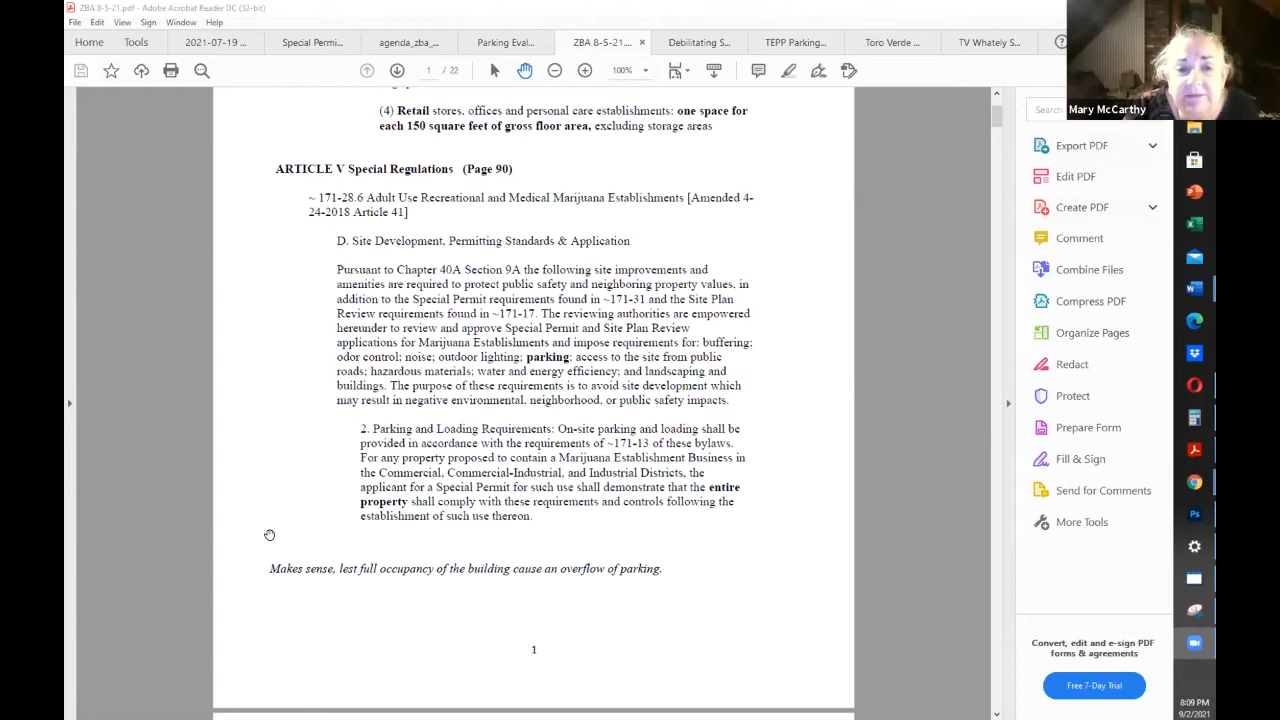 ZBA 8-5-21.pdf - Adobe Acrobat Reader DC (32-bit)
File Edit View Sign Window Help
Home Tools 2021-07-19 ... Special Permi... agenda_zba_... Parking Eval... ZBA 8-5-21.... × Debilitating S... TEPP Parking... Toro Verde ... TV Whately S...
1 / 22 100%
Mary McCarthy
(4) Retail stores, offices and personal care establishments: one space for
each 150 square feet of gross floor area, excluding storage areas
ARTICLE V Special Regulations (Page 90)
~ 171-28.6 Adult Use Recreational and Medical Marijuana Establishments [Amended 4-
24-2018 Article 41]
D. Site Development, Permitting Standards & Application
Pursuant to Chapter 40A Section 9A the following site improvements and
amenities are required to protect public safety and neighboring property values, in
addition to the Special Permit requirements found in ~171-31 and the Site Plan
Review requirements found in ~171-17. The reviewing authorities are empowered
hereunder to review and approve Special Permit and Site Plan Review
applications for Marijuana Establishments and impose requirements for: buffering;
odor control; noise; outdoor lighting; parking; access to the site from public
roads; hazardous materials; water and energy efficiency; and landscaping and
buildings. The purpose of these requirements is to avoid site development which
may result in negative environmental, neighborhood, or public safety impacts.
2. Parking and Loading Requirements: On-site parking and loading shall be
provided in accordance with the requirements of ~171-13 of these bylaws.
For any property proposed to contain a Marijuana Establishment Business in
the Commercial, Commercial-Industrial, and Industrial Districts, the
applicant for a Special Permit for such use shall demonstrate that the entire
property shall comply with these requirements and controls following the
establishment of such use thereon.
Makes sense, lest full occupancy of the building cause an overflow of parking.
1
Search
Export PDF
Edit PDF
Create PDF
Comment
Combine Files
Compress PDF
Organize Pages
Redact
Protect
Prepare Form
Fill & Sign
Send for Comments
More Tools
Convert, edit and e-sign PDF
forms & agreements
Free 7-Day Trial
8:09 PM
9/2/2021